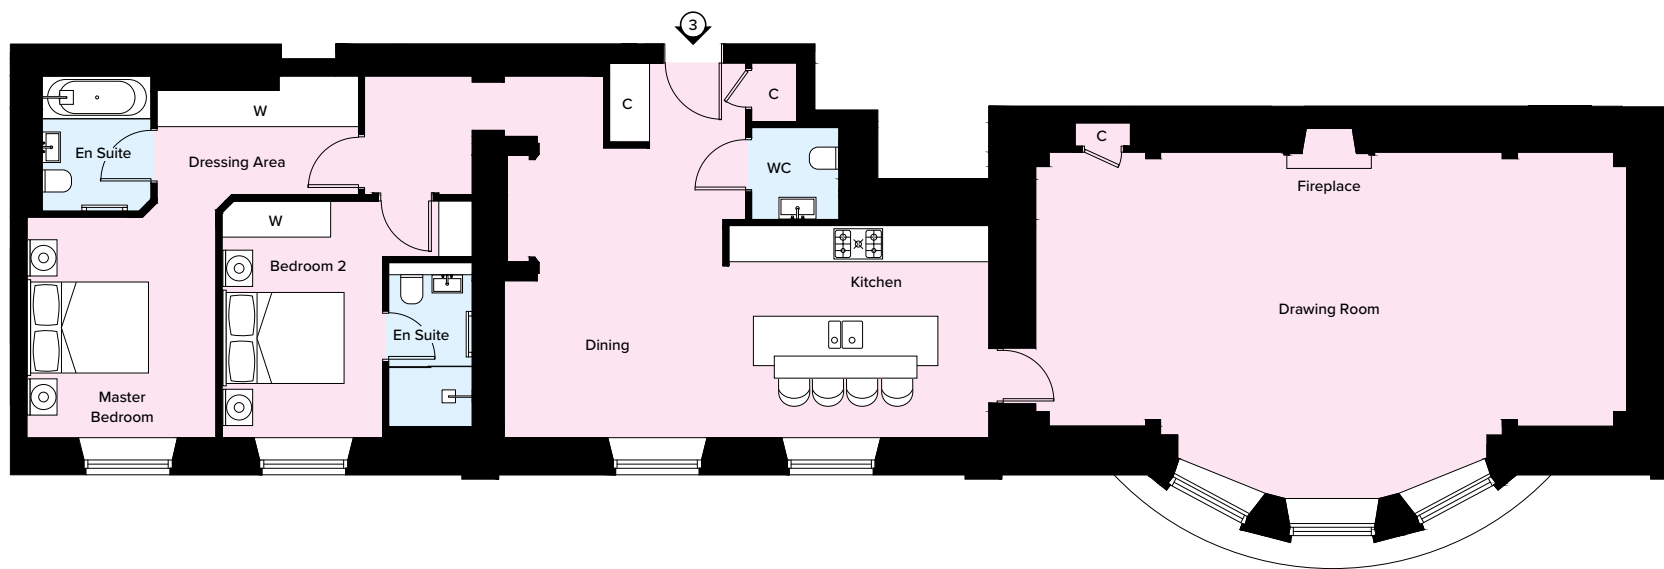 3
C
C
W
C
En Suite
Dressing Area
WC
Fireplace
W
Bedroom 2
Kitchen
Drawing Room
En Suite
Dining
Master
Bedroom